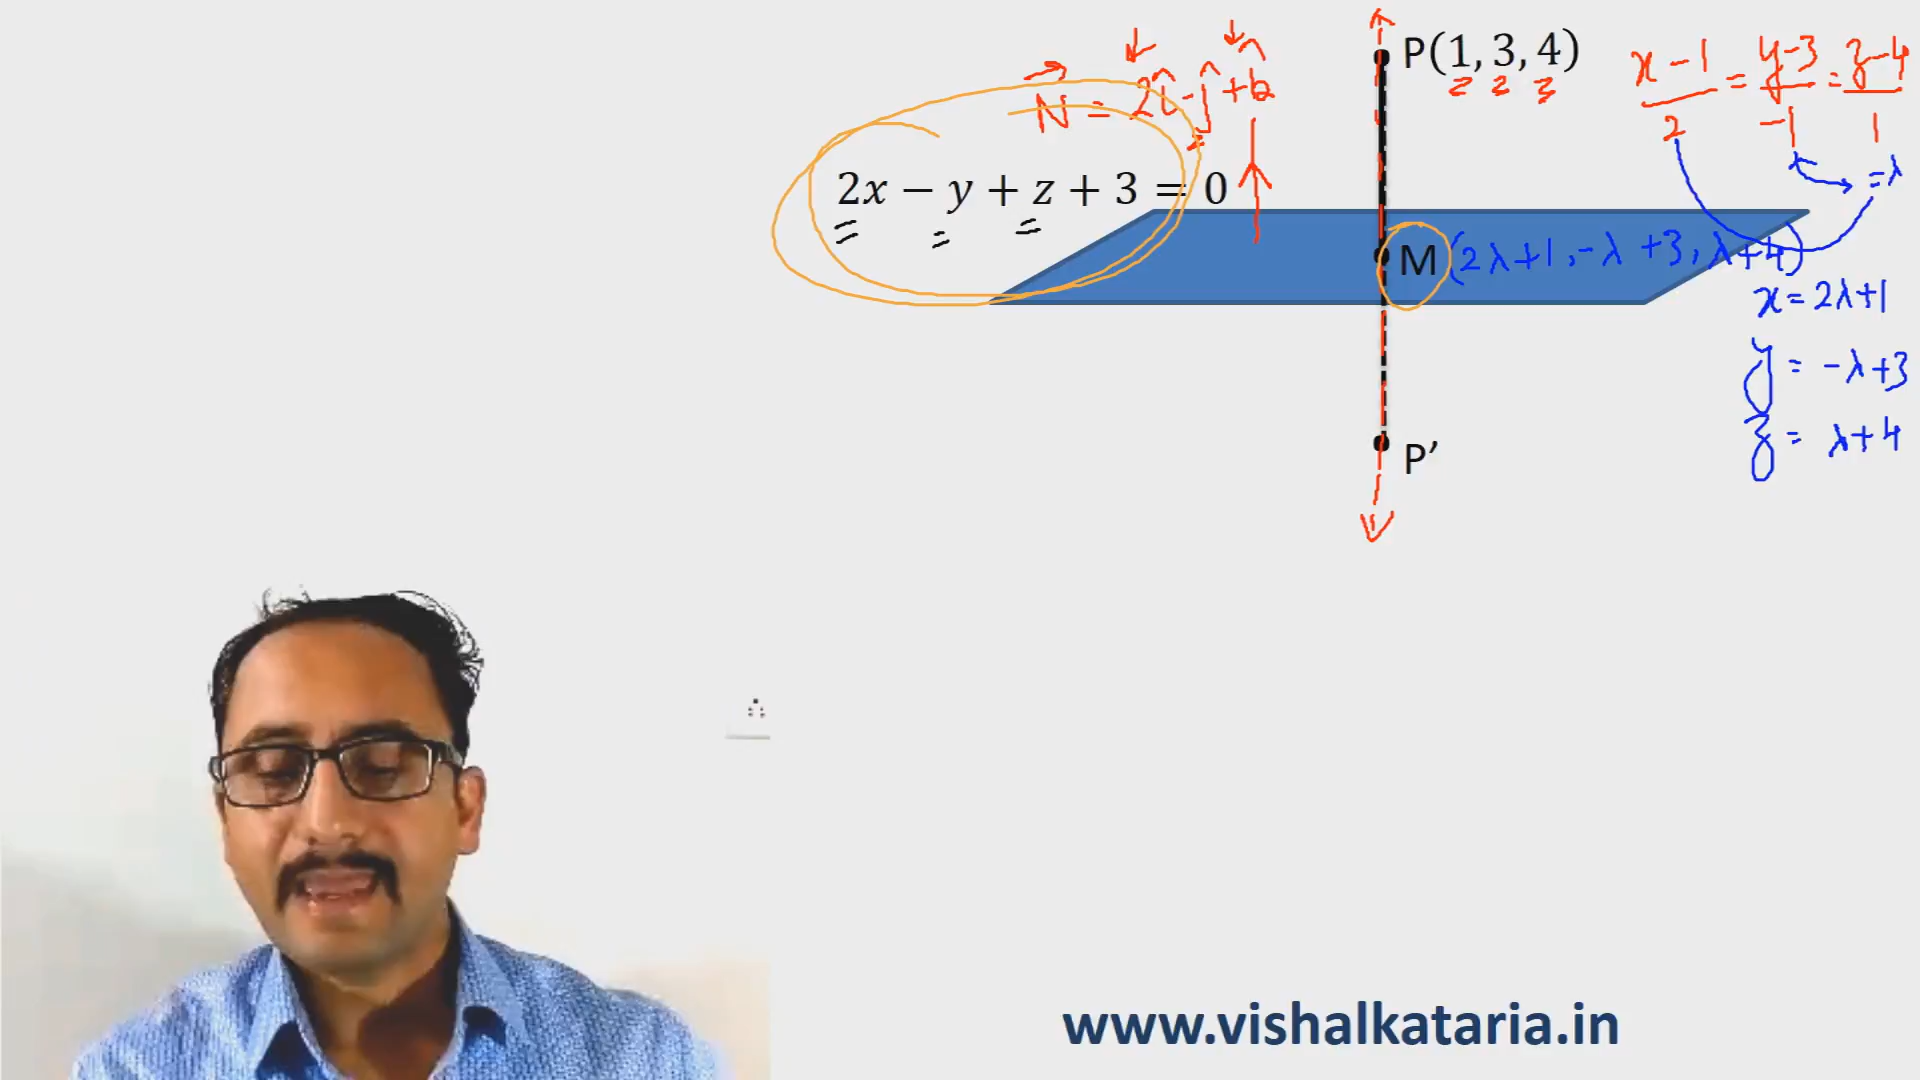 P(1, 3, 4)
x-1/2 = y-3/-1 = z-4/1
= λ
N = 2î - ĵ + k̂
2x − y + z + 3 = 0
M (2λ+1, -λ+3, λ+4)
x = 2λ+1
y = -λ+3
z = λ+4
P’
www.vishalkataria.in